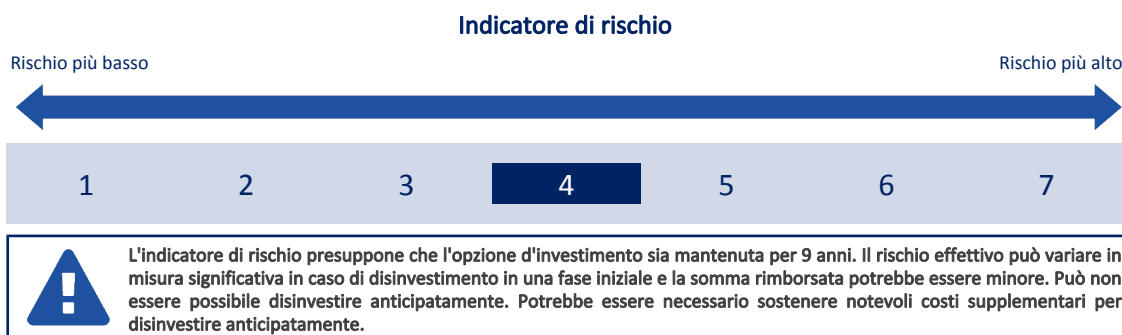 Indicatore di rischio
Rischio più basso
Rischio più alto
1 2 3 4 5 6 7
L'indicatore di rischio presuppone che l'opzione d'investimento sia mantenuta per 9 anni. Il rischio effettivo può variare in
misura significativa in caso di disinvestimento in una fase iniziale e la somma rimborsata potrebbe essere minore. Può non
essere possibile disinvestire anticipatamente. Potrebbe essere necessario sostenere notevoli costi supplementari per
disinvestire anticipatamente.